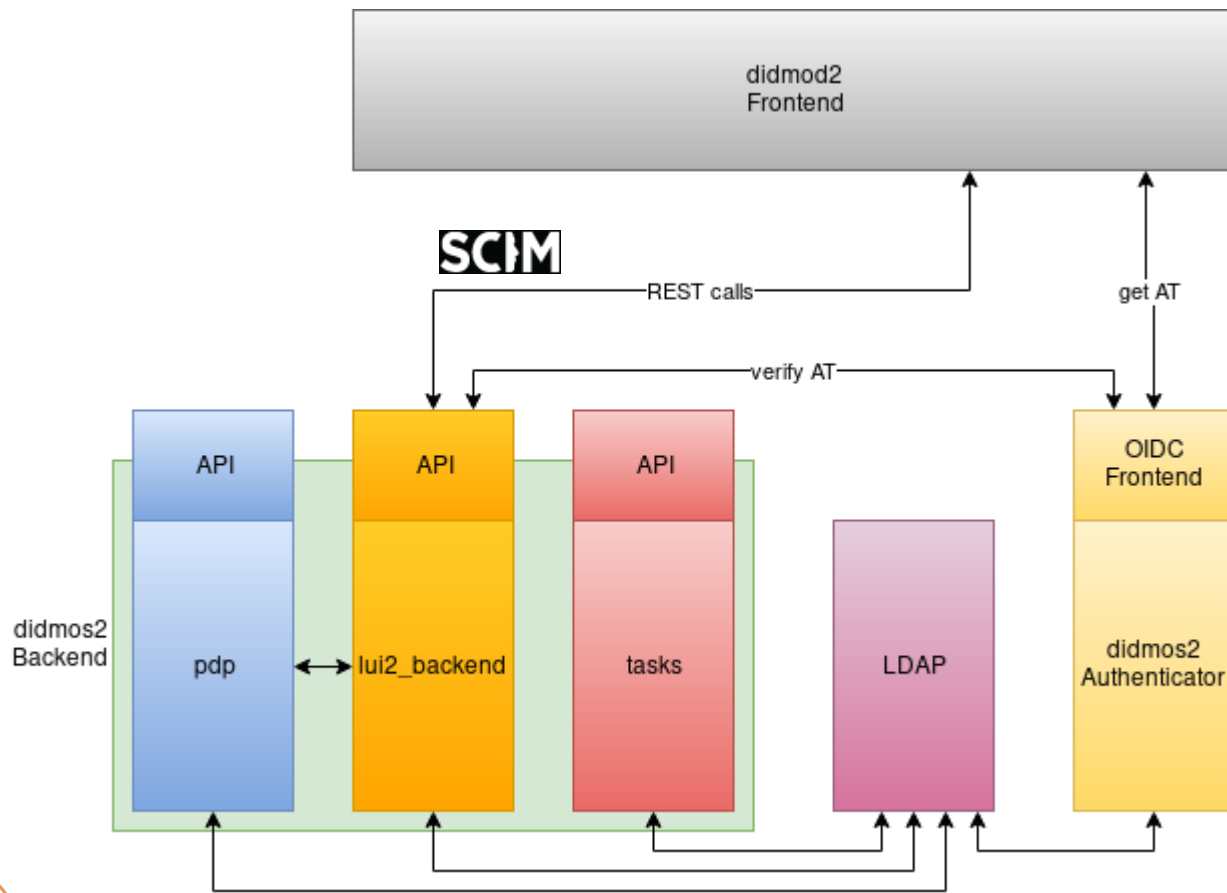 didmod2
Frontend
SCIM
REST calls
get AT
verify AT
API
API
API
OIDC
Frontend
didmos2
Backend
pdp
lui2_backend
tasks
LDAP
didmos2
Authenticator